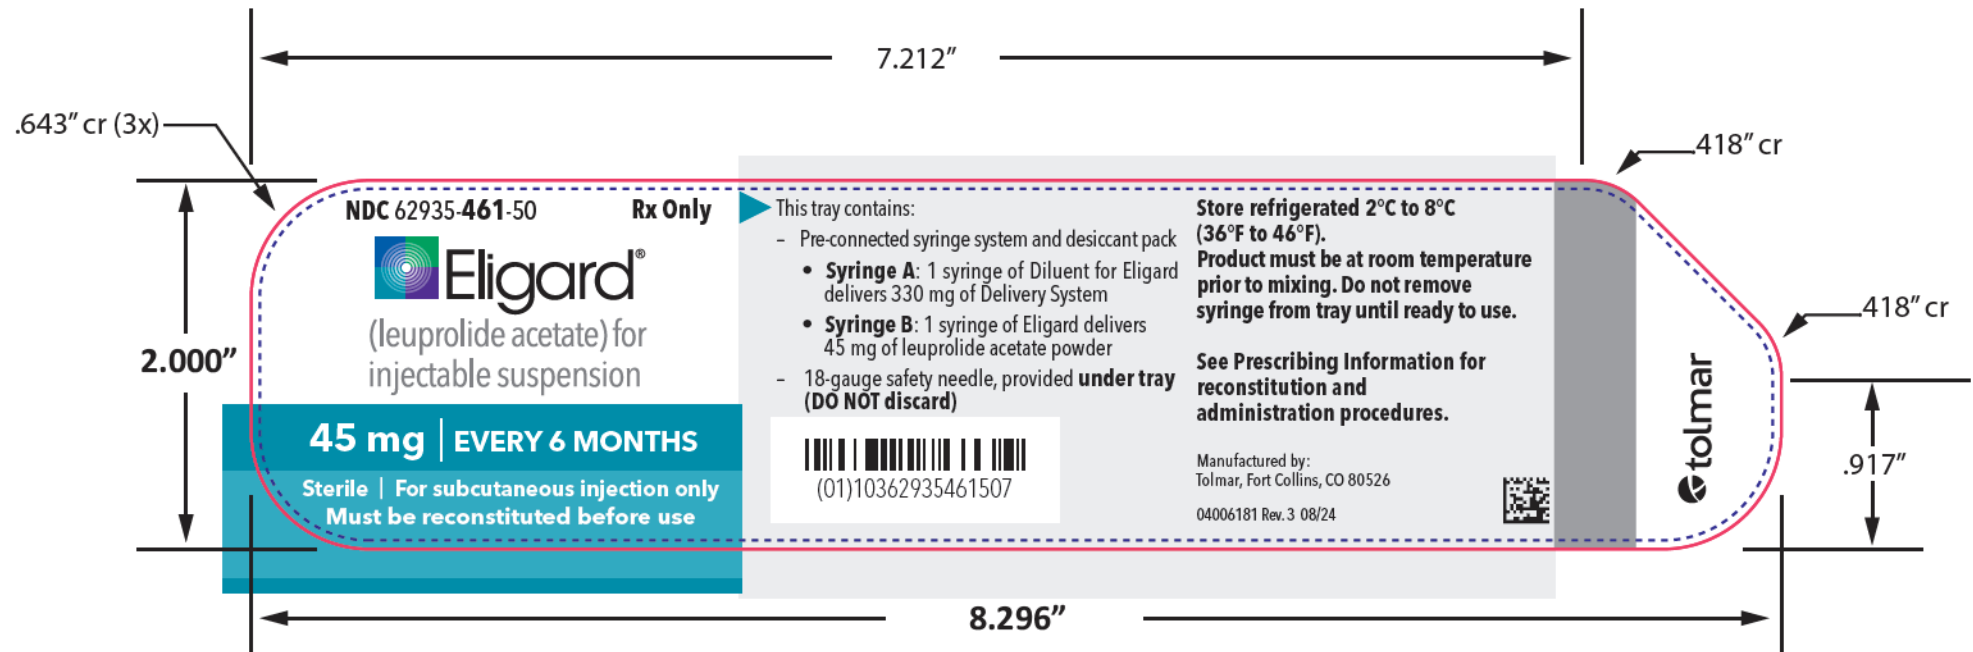 7.212”
.643” cr (3x)
.418” cr
NDC 62935-461-50 Rx Only
Eligard®
(leuprolide acetate) for
injectable suspension
45 mg | EVERY 6 MONTHS
Sterile | For subcutaneous injection only
Must be reconstituted before use
This tray contains:
– Pre-connected syringe system and desiccant pack
• Syringe A: 1 syringe of Diluent for Eligard
delivers 330 mg of Delivery System
• Syringe B: 1 syringe of Eligard delivers
45 mg of leuprolide acetate powder
– 18-gauge safety needle, provided under tray
(DO NOT discard)
(01)10362935461507
Store refrigerated 2°C to 8°C
(36°F to 46°F).
Product must be at room temperature
prior to mixing. Do not remove
syringe from tray until ready to use.
See Prescribing Information for
reconstitution and
administration procedures.
Manufactured by:
Tolmar, Fort Collins, CO 80526
04006181 Rev. 3 08/24
tolmar
.418” cr
2.000”
.917”
8.296”